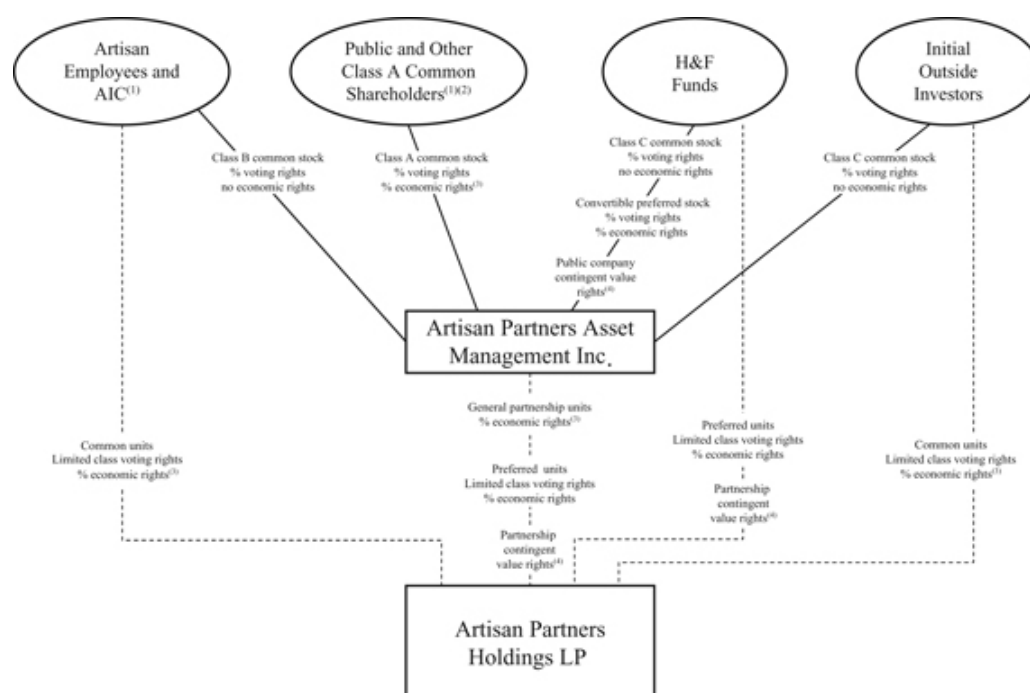 Artisan
Employees and
AIC(1)
Public and Other
Class A Common
Shareholders(1)(2)
H&F
Funds
Initial
Outside
Investors
Class B common stock
% voting rights
no economic rights
Class A common stock
% voting rights
% economic rights(3)
Class C common stock
% voting rights
no economic rights
Convertible preferred stock
% voting rights
% economic rights
Public company
contingent value
rights(4)
Class C common stock
% voting rights
no economic rights
Artisan Partners Asset
Management Inc.
General partnership units
% economic rights(3)
Preferred units
Limited class voting rights
% economic rights
Partnership
contingent
value rights(4)
Common units
Limited class voting rights
% economic rights(3)
Preferred units
Limited class voting rights
% economic rights
Partnership
contingent
value rights(4)
Common units
Limited class voting rights
% economic rights(3)
Artisan Partners
Holdings LP